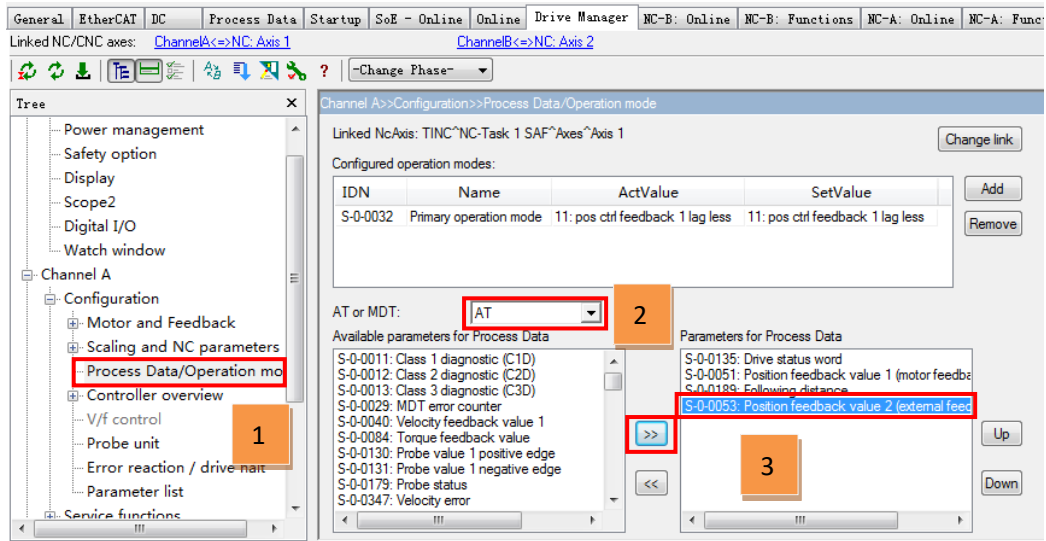 General EtherCAT DC Process Data Startup SoE - Online Online Drive Manager NC-B: Online NC-B: Functions NC-A: Online NC-A: Func
Linked NC/CNC axes: ChannelA<=>NC: Axis 1 ChannelB<=>NC: Axis 2
? -Change Phase-
Tree X
Power management
Safety option
Display
Scope2
Digital I/O
Watch window
Channel A
Configuration
Motor and Feedback
Scaling and NC parameters
Process Data/Operation mo
Controller overview
V/f control
Probe unit
Error reaction / drive halt
Parameter list
Service functions
1
Channel A>>Configuration>>Process Data/Operation mode
Linked NcAxis: TINC^NC-Task 1 SAF^Axes^Axis 1
Change link
Configured operation modes:
IDN Name ActValue SetValue
S-0-0032 Primary operation mode 11: pos ctrl feedback 1 lag less 11: pos ctrl feedback 1 lag less
Add
Remove
AT or MDT: AT
2
Available parameters for Process Data
S-0-0011: Class 1 diagnostic (C1D)
S-0-0012: Class 2 diagnostic (C2D)
S-0-0013: Class 3 diagnostic (C3D)
S-0-0029: MDT error counter
S-0-0040: Velocity feedback value 1
S-0-0084: Torque feedback value
S-0-0130: Probe value 1 positive edge
S-0-0131: Probe value 1 negative edge
S-0-0179: Probe status
S-0-0347: Velocity error
>>
<<
Parameters for Process Data
S-0-0135: Drive status word
S-0-0051: Position feedback value 1 (motor feedba
S-0-0189: Following distance
S-0-0053: Position feedback value 2 (external feed
3
Up
Down